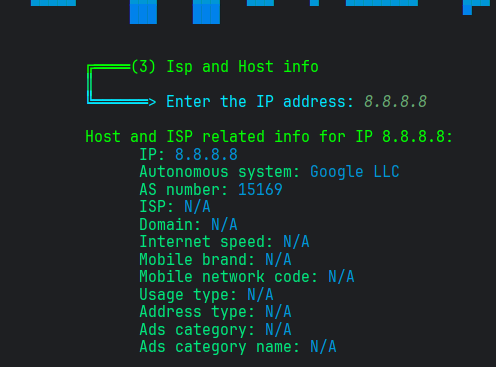 (3) Isp and Host info
> Enter the IP address: 8.8.8.8
Host and ISP related info for IP 8.8.8.8:
IP: 8.8.8.8
Autonomous system: Google LLC
AS number: 15169
ISP: N/A
Domain: N/A
Internet speed: N/A
Mobile brand: N/A
Mobile network code: N/A
Usage type: N/A
Address type: N/A
Ads category: N/A
Ads category name: N/A